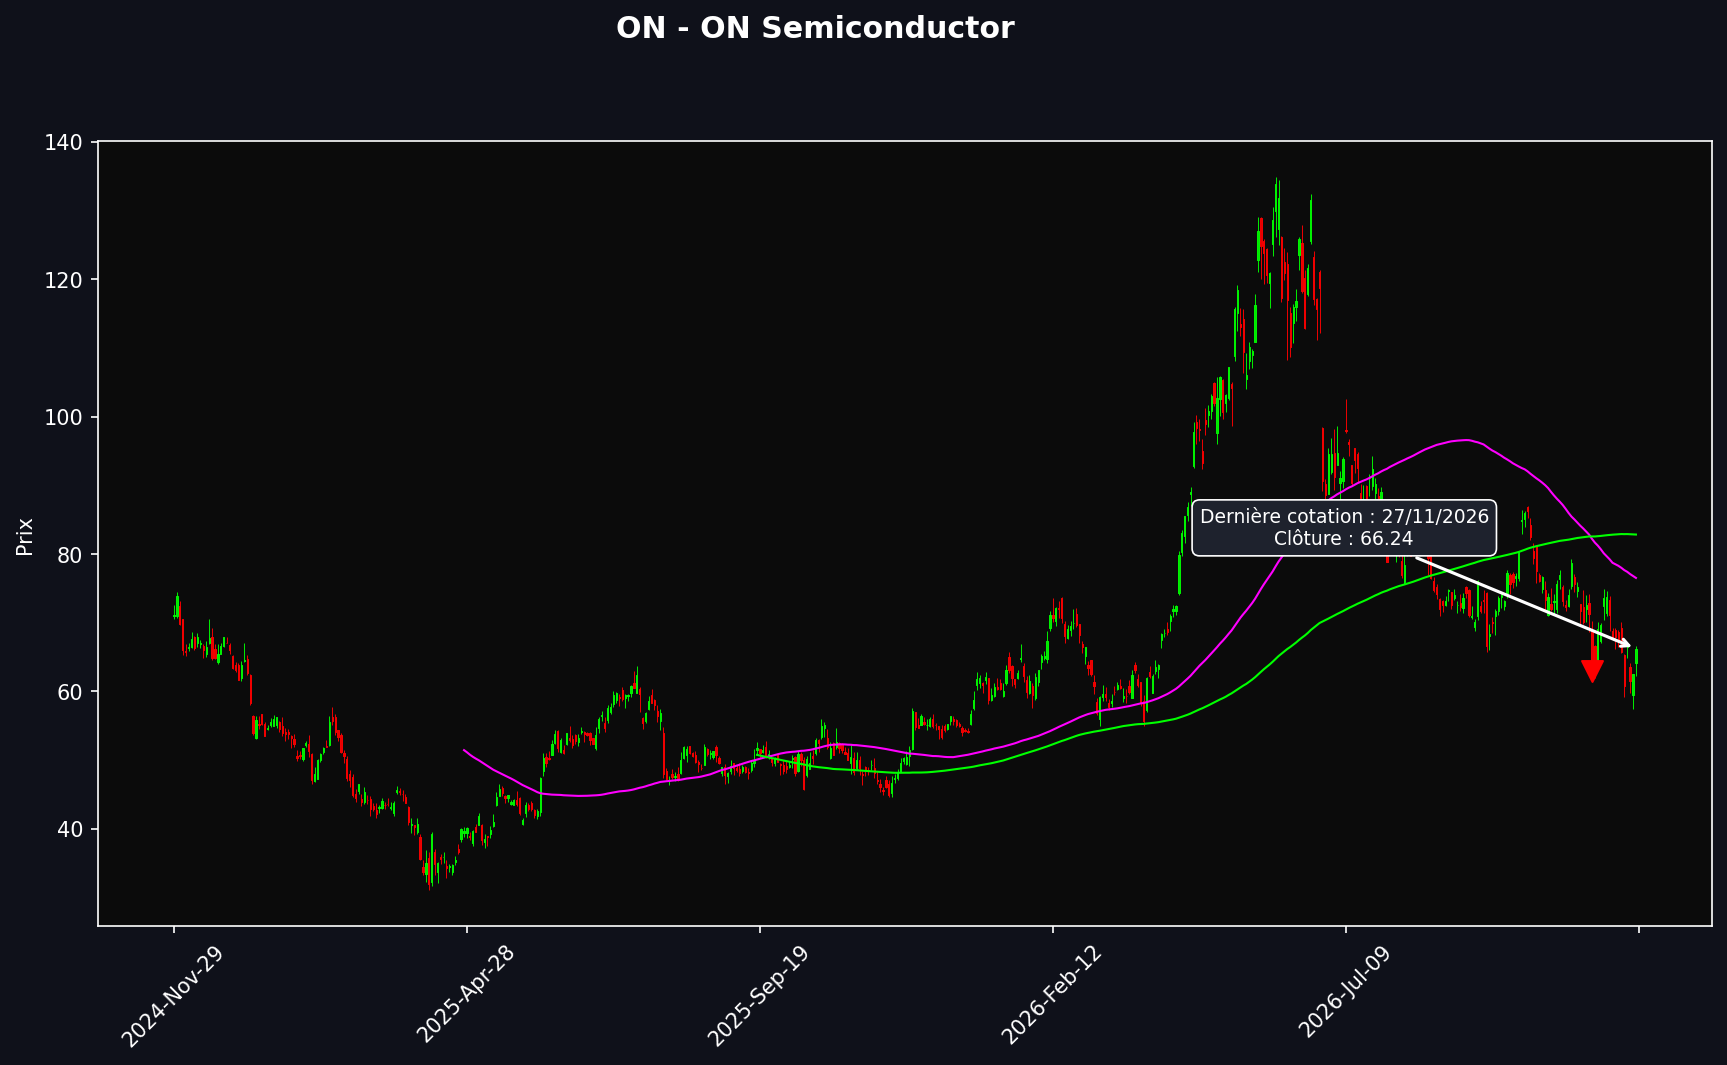 ON - ON Semiconductor
140
120
100
80
60
40
Prix
Dernière cotation : 27/11/2026
Clôture : 66.24
2024-Nov-29
2025-Apr-28
2025-Sep-19
2026-Feb-12
2026-Jul-09